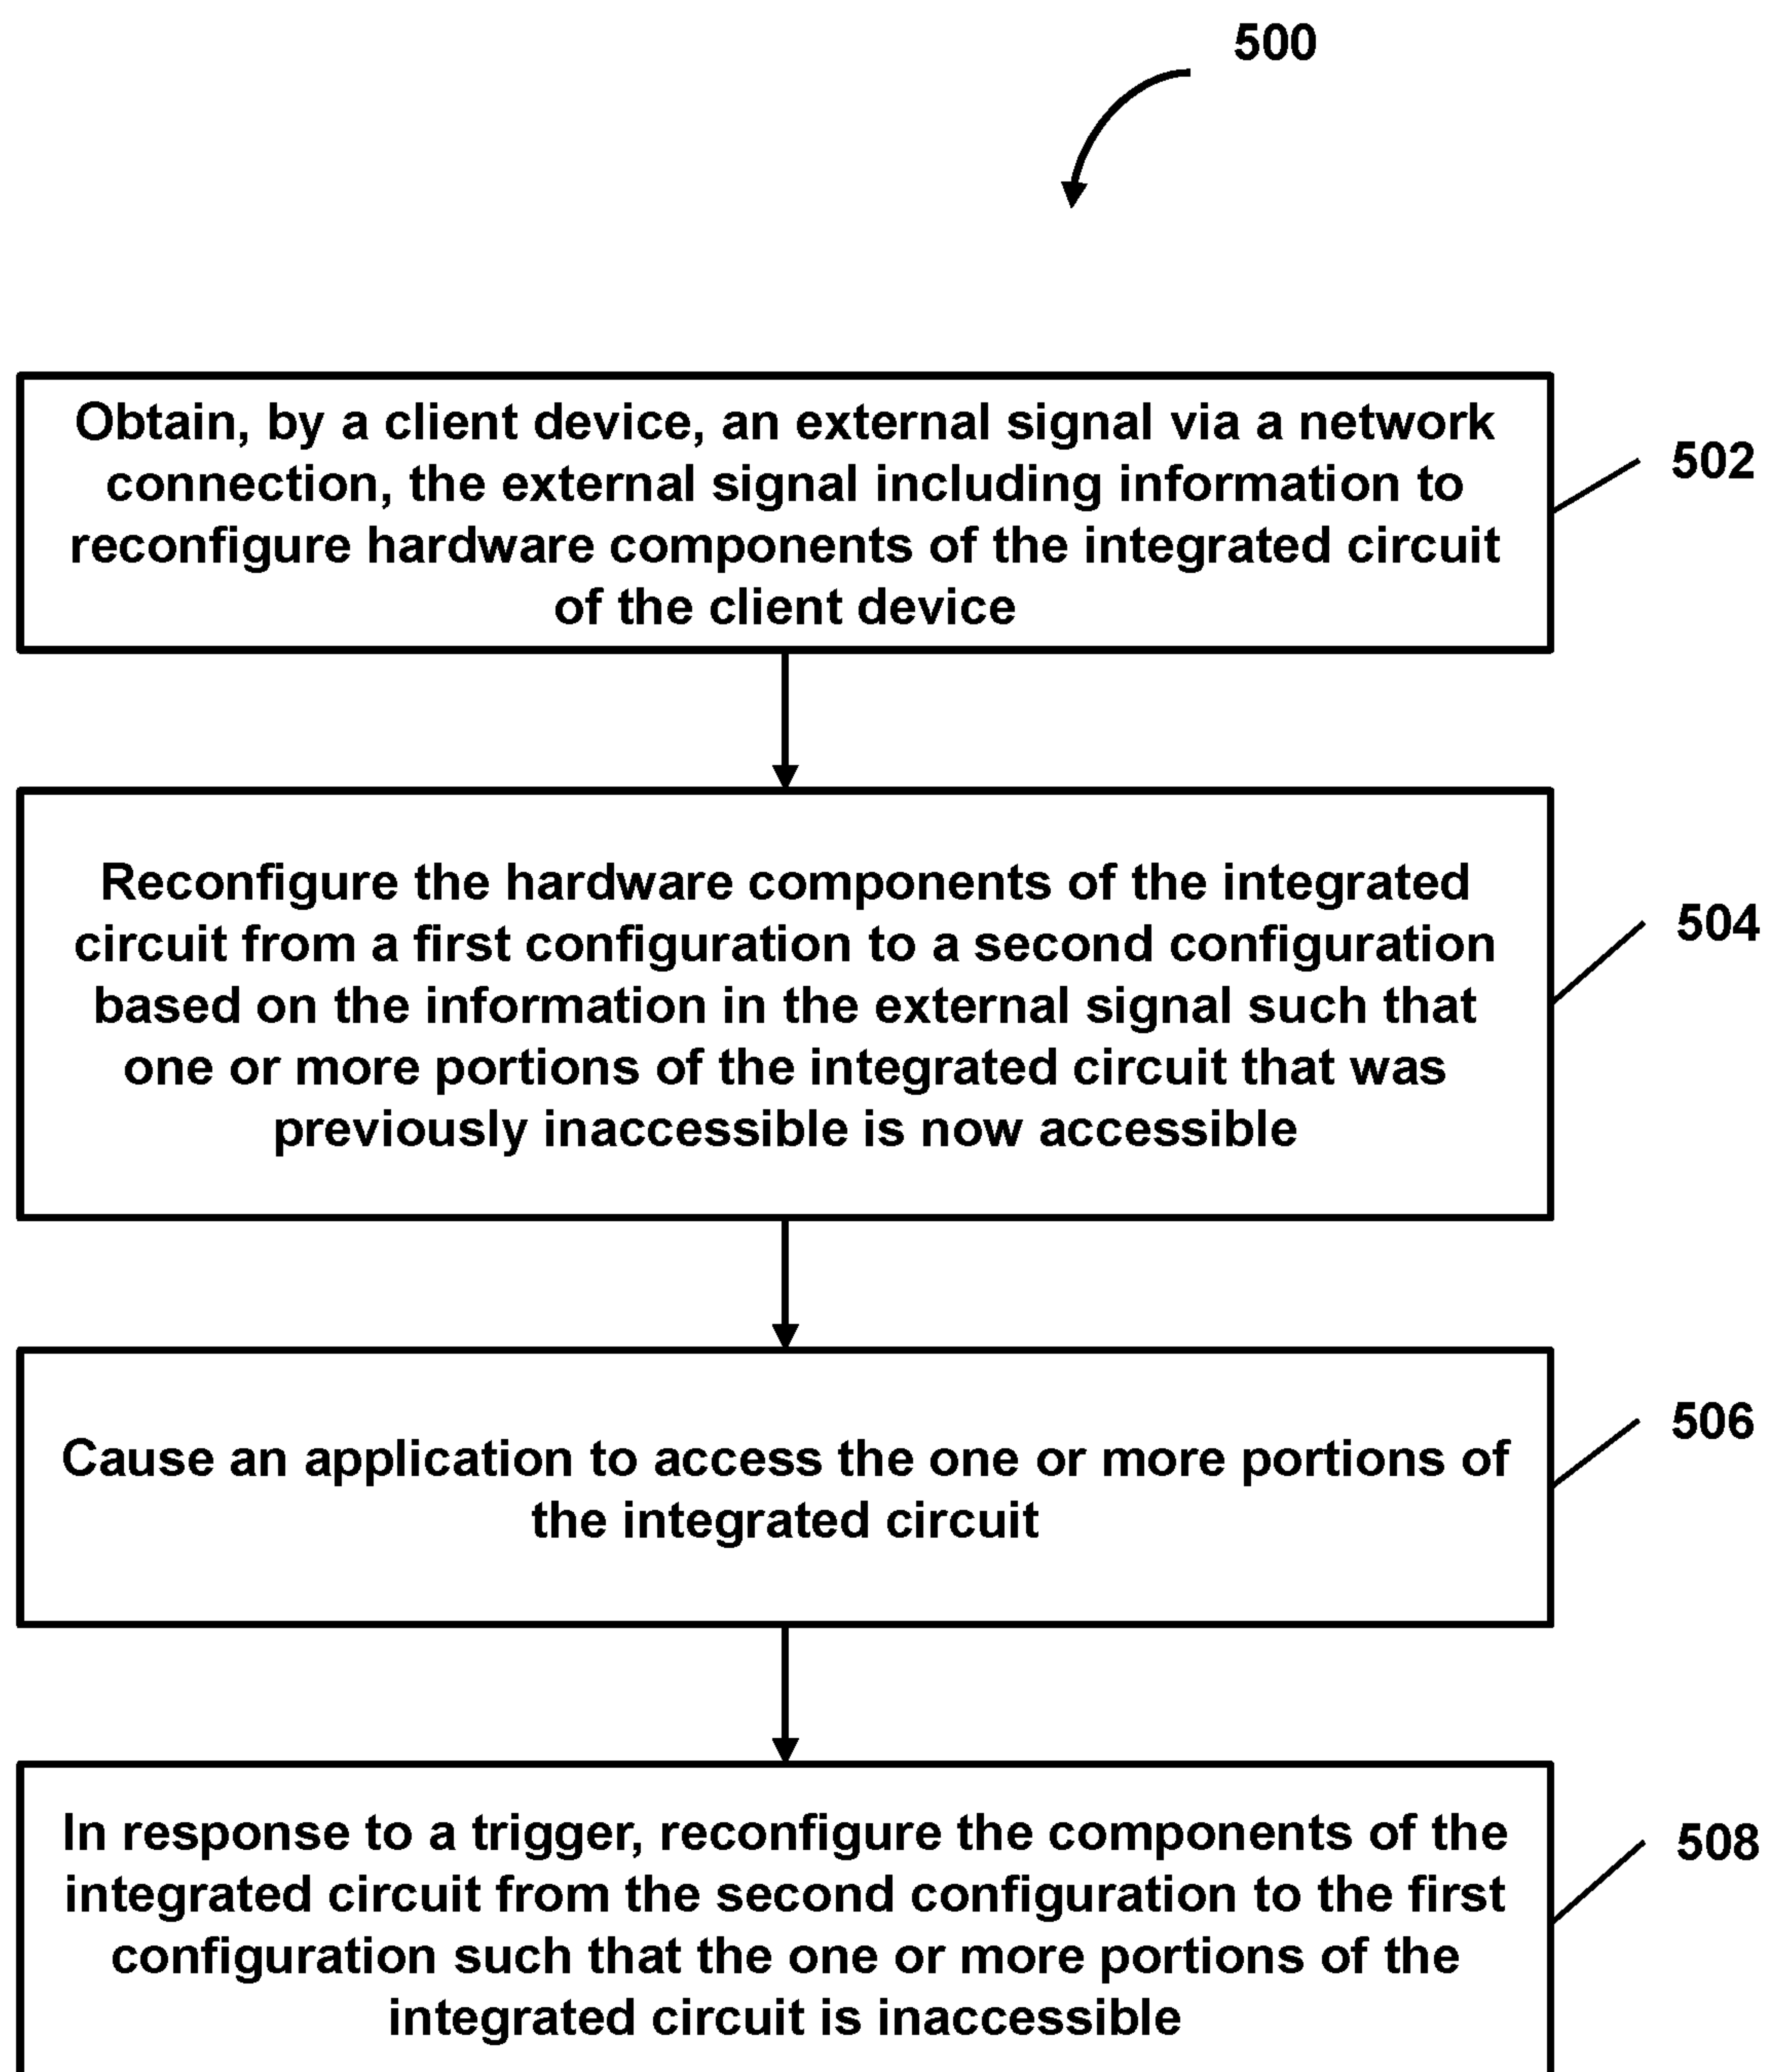 500
Obtain, by a client device, an external signal via a network
connection, the external signal including information to
reconfigure hardware components of the integrated circuit
of the client device
502
Reconfigure the hardware components of the integrated
circuit from a first configuration to a second configuration
based on the information in the external signal such that
one or more portions of the integrated circuit that was
previously inaccessible is now accessible
504
Cause an application to access the one or more portions of
the integrated circuit
506
In response to a trigger, reconfigure the components of the
integrated circuit from the second configuration to the first
configuration such that the one or more portions of the
integrated circuit is inaccessible
508